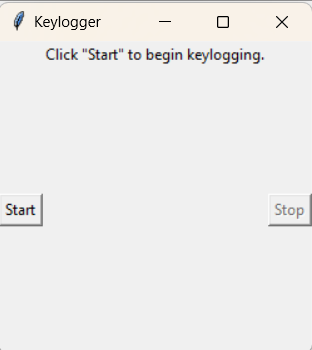 Keylogger
Click "Start" to begin keylogging.
Start
Stop